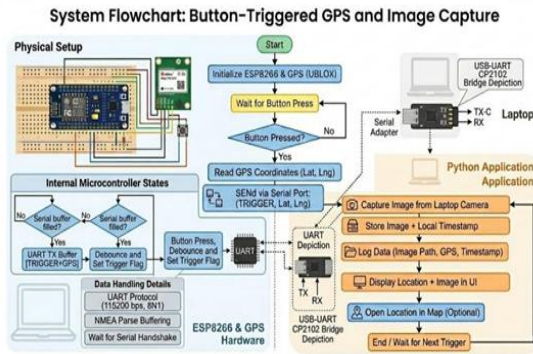 System Flowchart: Button-Triggered GPS and Image Capture
Physical Setup
Start
Initialize ESP8266 & GPS (UBLOX)
Wait for Button Press
Button Pressed?
No
Yes
Read GPS Coordinates (Lat, Lng)
SENd via Serial Port:
(TRIGGER, Lat, Lng)
USB-UART
CP2102
Bridge Depiction
Serial
Adapter
TX-C
RX
Laptop
Python Application
Application
Capture Image from Laptop Camera
Store Image + Local Timestamp
Log Data (Image Path, GPS, Timestamp)
Display Location + Image in UI
Open Location in Map (Optional)
End / Wait for Next Trigger
Internal Microcontroller States
No
Serial buffer
filled?
No
Serial buffer
filled?
Yes
Yes
UART TX Buffer
[TRIGGER+GPS]
Debounce and
Set Trigger Flag
Button Press,
Debounce and
Set Trigger Flag
UART
UART
Depiction
TX
RX
USB-UART
CP2102 Bridge
Depiction
Data Handling Details
UART Protocol
(115200 bps, 8N1)
NMEA Parse Buffering
Wait for Serial Handshake
ESP8266 & GPS
Hardware